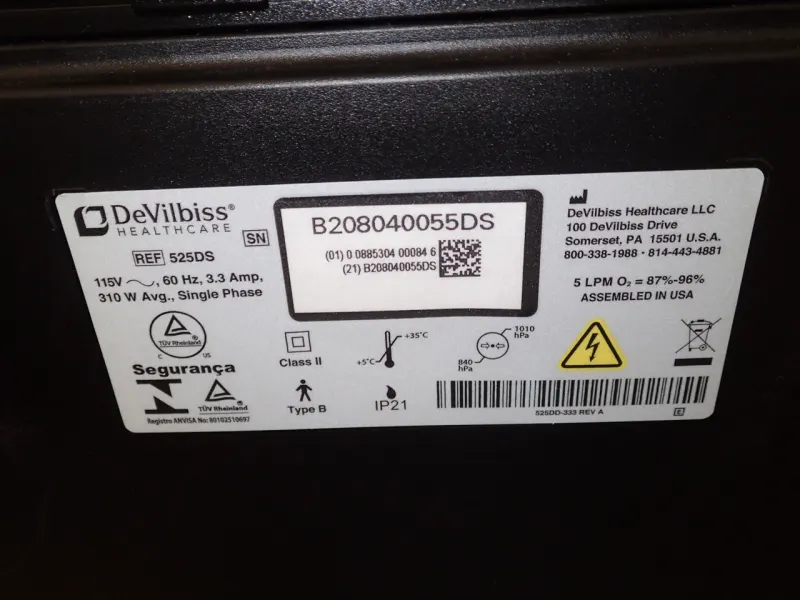 DeVilbiss®
HEALTHCARE
REF 525DS
115V 60 Hz, 3.3 Amp,
310 W Avg., Single Phase
SN
B208040055DS
(01) 0 0885304 00084 6
(21) B208040055DS
DeVilbiss Healthcare LLC
100 DeVilbiss Drive
Somerset, PA 15501 U.S.A.
800-338-1988 • 814-443-4881
5 LPM O₂ = 87%-96%
ASSEMBLED IN USA
TÜV Rheinland
C US
Segurança
TÜV Rheinland
Registro ANVISA No: 80102510697
Class II
Type B
+35°C
+5°C
IP21
1010
hPa
840
hPa
525DD-333 REV A
E